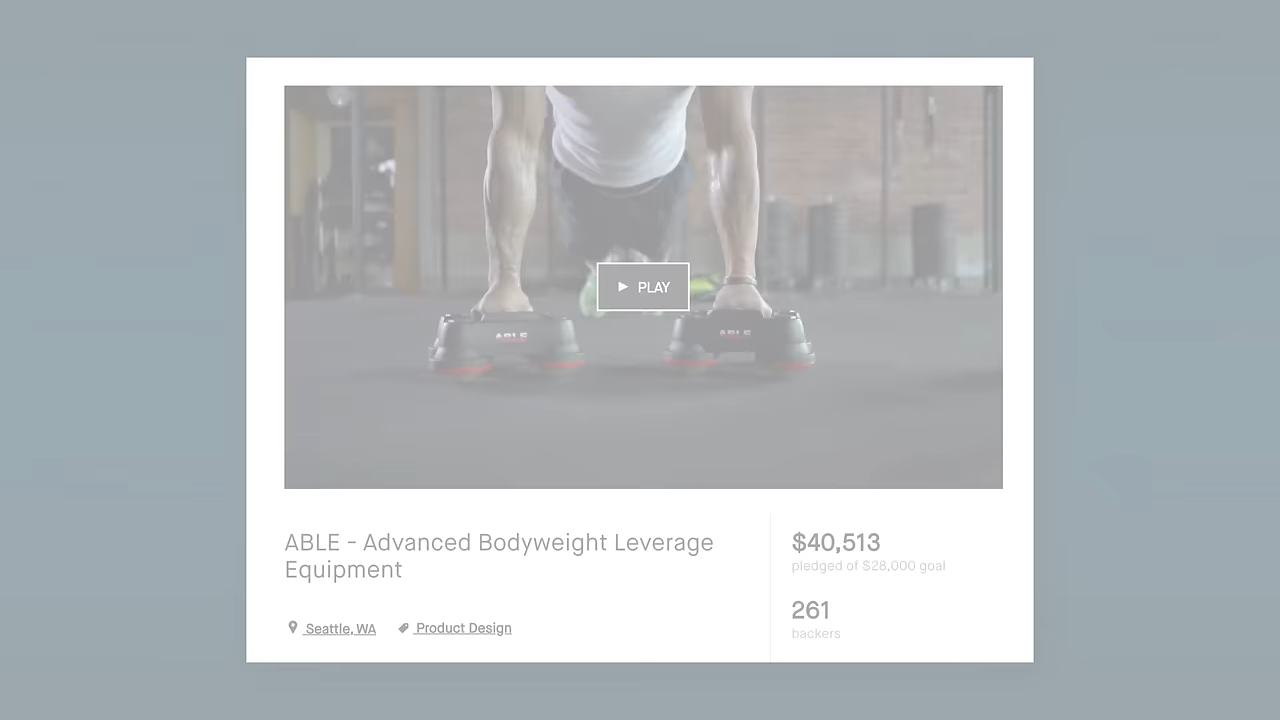 PLAY
ABLE
ABLE
ABLE - Advanced Bodyweight Leverage
Equipment
Seattle, WA
Product Design
$40,513
pledged of $28,000 goal
261
backers